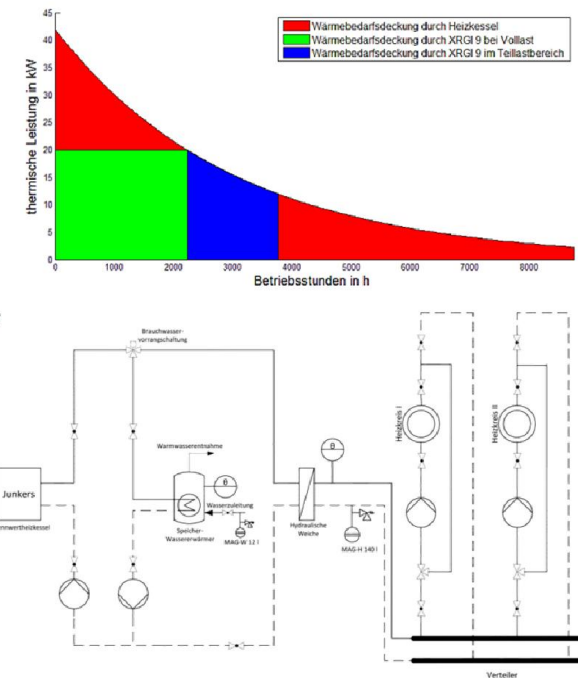 45
40
35
30
25
20
15
10
5
0
thermische Leistung in kW
Wärmebedarfsdeckung durch Heizkessel
Wärmebedarfsdeckung durch XRGI 9 bei Vollast
Wärmebedarfsdeckung durch XRGI 9 im Teillastbereich
0 1000 2000 3000 4000 5000 6000 7000 8000
Betriebsstunden in h
Brauchwasser-
vorrangschaltung
Warmwasserentnahme
Heizkreis I
Heizkreis II
θ
θ
Junkers
nnwertheizkessel
Wasserzuleitung
Speicher-
Wassererwärmer
MAG-W 12 l
Hydraulische
Weiche
MAG-H 140 l
Verteiler